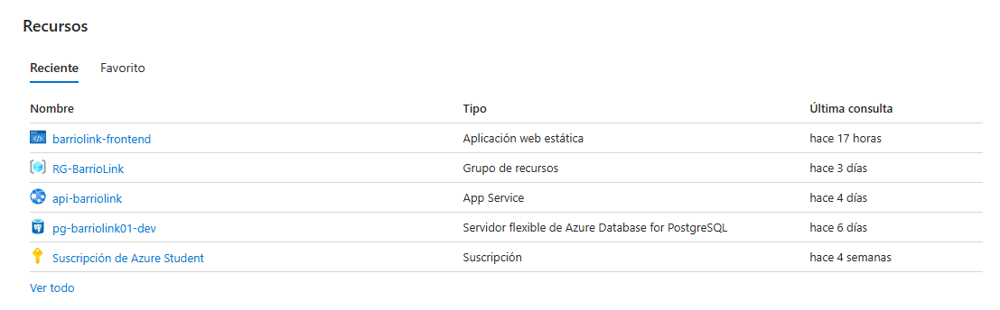 Recursos
Reciente Favorito
Nombre Tipo Última consulta
barriolink-frontend Aplicación web estática hace 17 horas
RG-BarrioLink Grupo de recursos hace 3 días
api-barriolink App Service hace 4 días
pg-barriolink01-dev Servidor flexible de Azure Database for PostgreSQL hace 6 días
Suscripción de Azure Student Suscripción hace 4 semanas
Ver todo